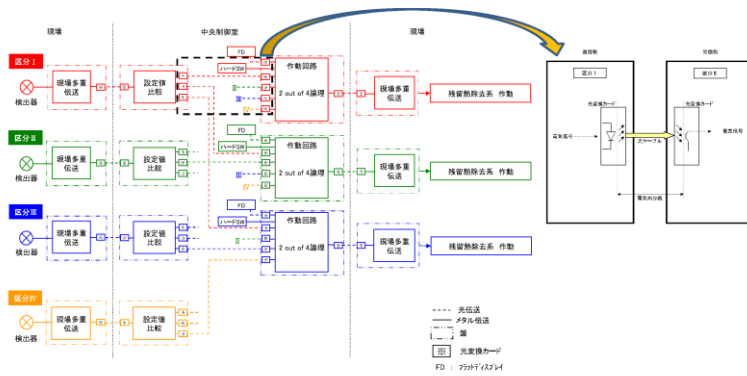 現場
中央制御室
現場
区分Ⅰ
検出器
現場多重
伝送
設定値
比較
FD
ハードSW
Ⅱ
Ⅲ
Ⅳ
作動回路
2 out of 4論理
現場多重
伝送
残留熱除去系 作動
区分Ⅱ
検出器
現場多重
伝送
設定値
比較
FD
ハードSW
Ⅲ
Ⅳ
作動回路
2 out of 4論理
現場多重
伝送
残留熱除去系 作動
区分Ⅲ
検出器
現場多重
伝送
設定値
比較
FD
ハードSW
Ⅱ
作動回路
2 out of 4論理
現場多重
伝送
残留熱除去系 作動
区分Ⅳ
検出器
現場多重
伝送
設定値
比較
光伝送
メタル伝送
盤
※ 光変換カード
FD : フラットディスプレイ
送信側
受信側
区分Ⅰ
区分Ⅱ
光変換カード
光変換カード
電気信号
光ケーブル
電気信号
電気的分離